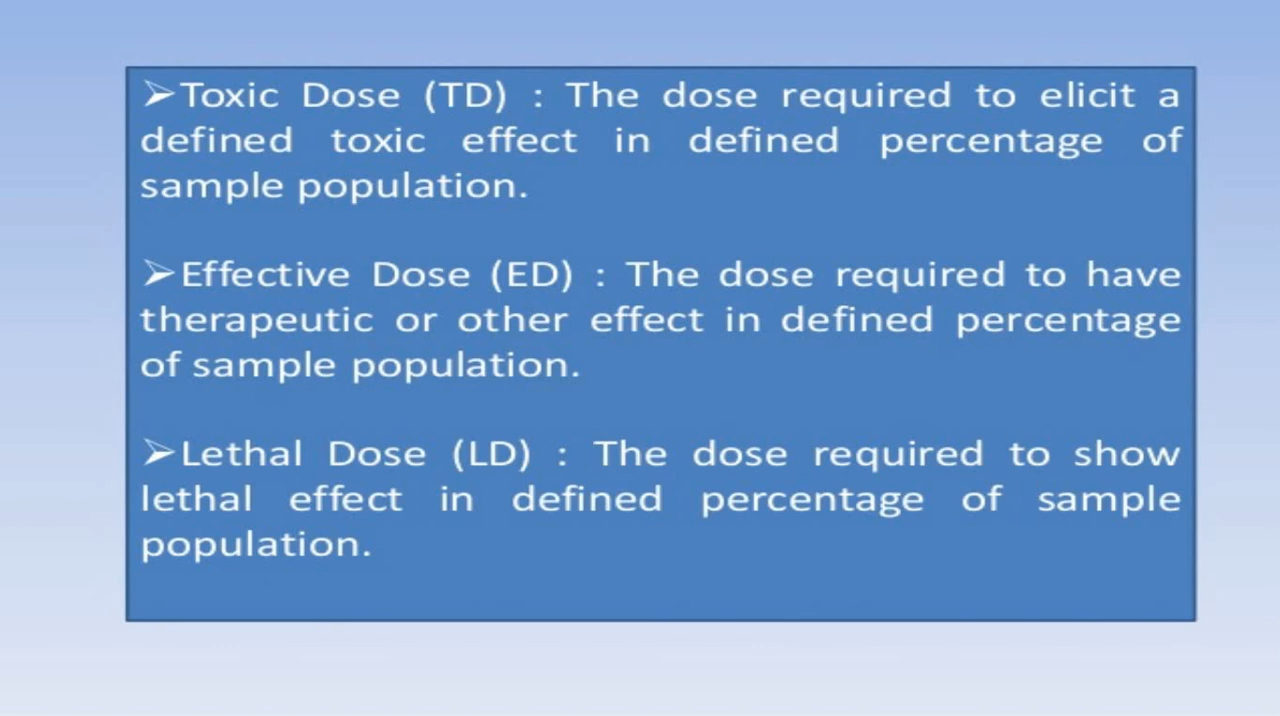 ➢Toxic Dose (TD) : The dose required to elicit a
defined toxic effect in defined percentage of
sample population.
➢Effective Dose (ED) : The dose required to have
therapeutic or other effect in defined percentage
of sample population.
➢Lethal Dose (LD) : The dose required to show
lethal effect in defined percentage of sample
population.